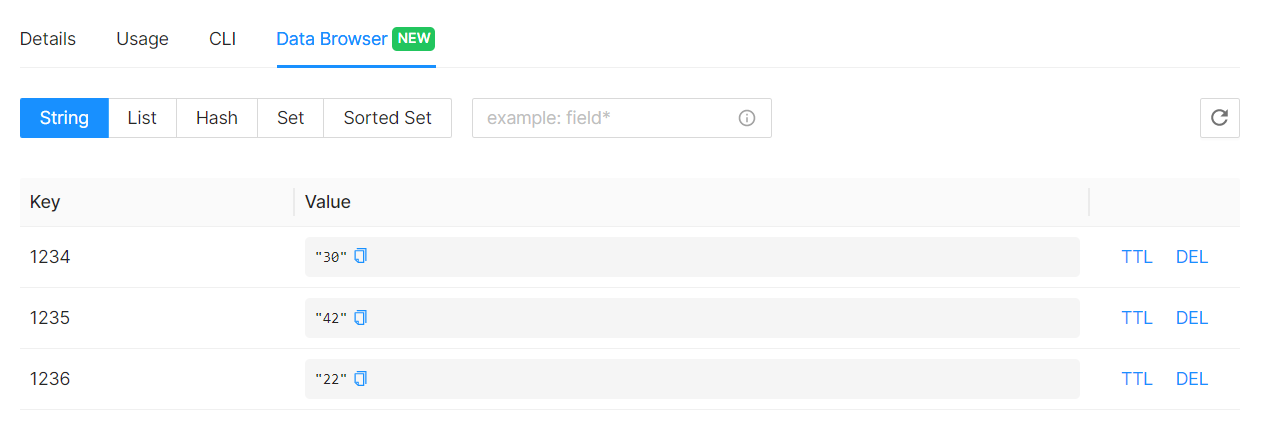 Details Usage CLI Data Browser NEW
String List Hash Set Sorted Set example: field*
Key Value
1234 "30" TTL DEL
1235 "42" TTL DEL
1236 "22" TTL DEL